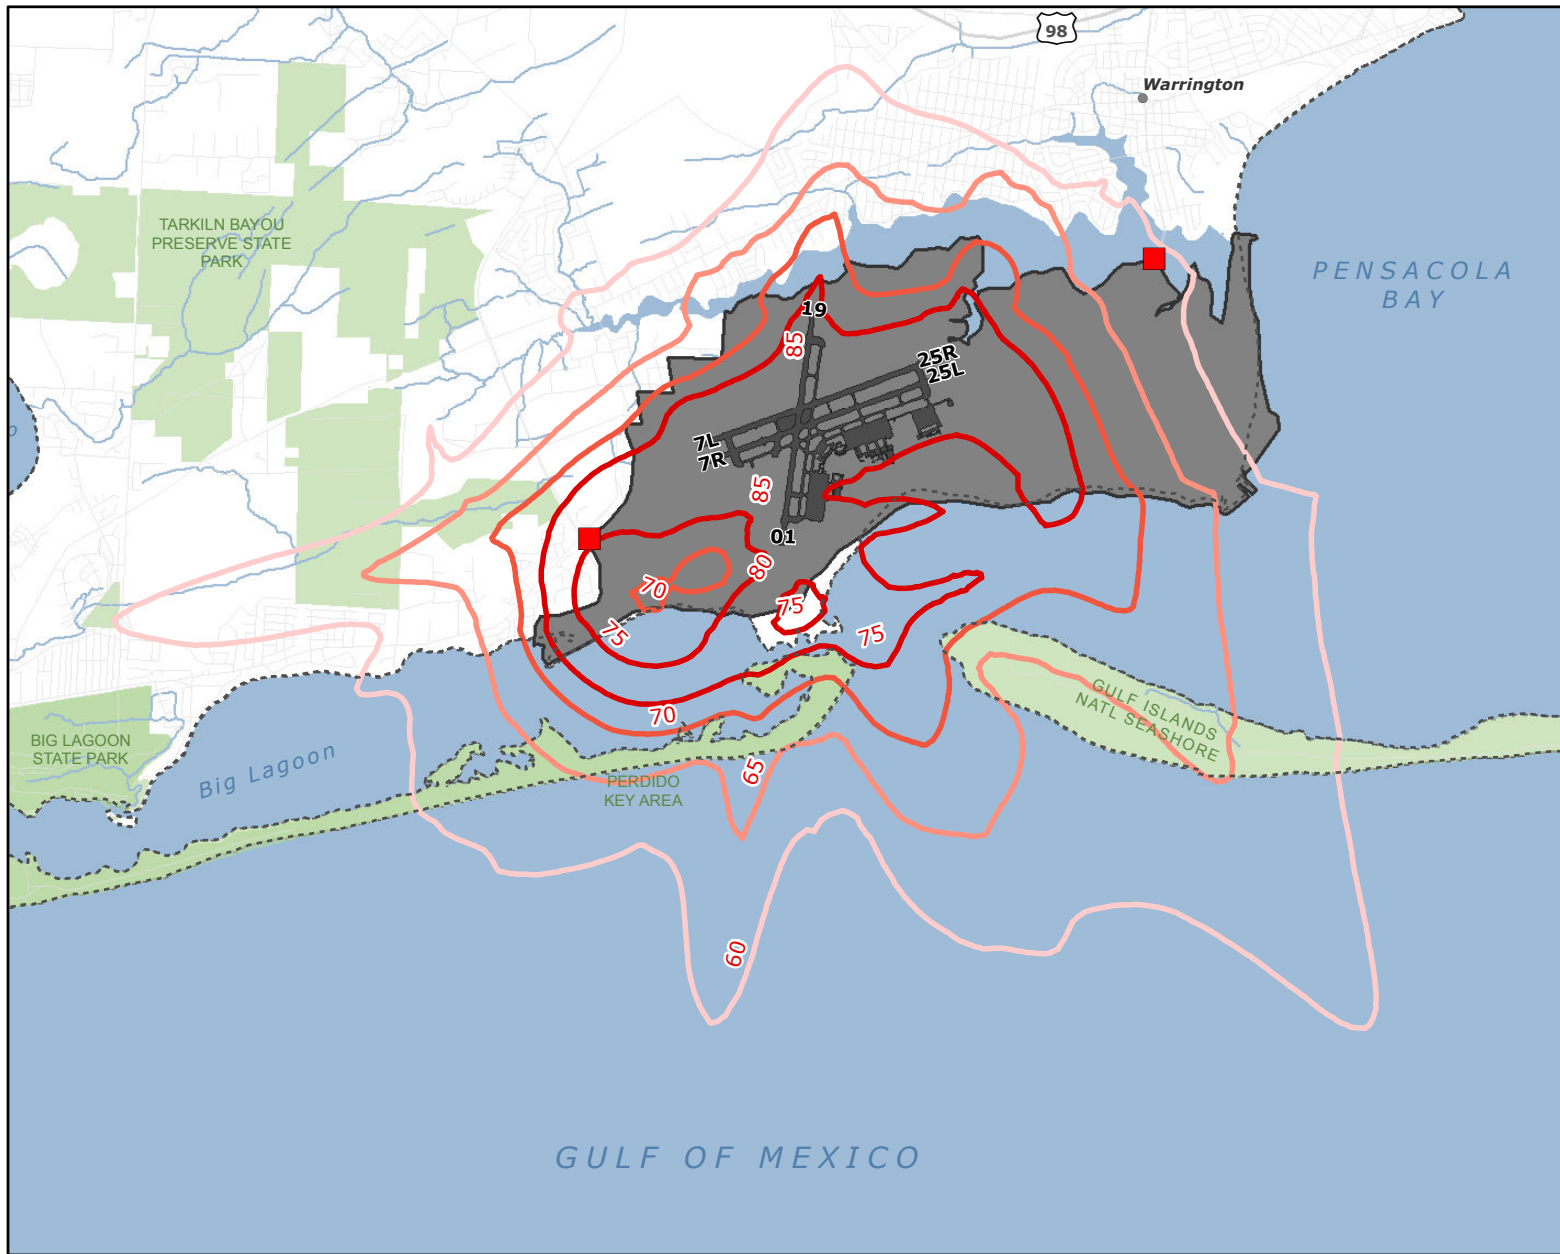 98
Warrington
TARKILN BAYOU
PRESERVE STATE
PARK
PENSACOLA
BAY
19
85
25R
25L
7L
7R
85
01
80
70
75
75
75
GULF ISLANDS
NATL SEASHORE
70
BIG LAGOON
STATE PARK
Big Lagoon
65
PERDIDO
KEY AREA
60
GULF OF MEXICO